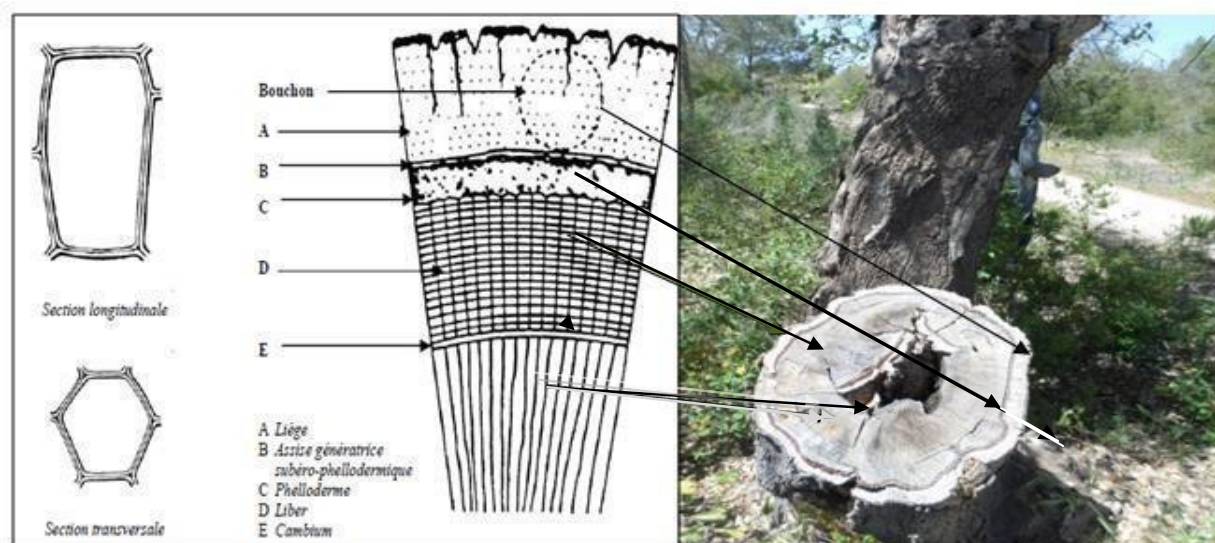 Bouchon
A
B
C
D
E
Section longitudinale
Section transversale
A Liège
B Assise génératrice
subéro-phellodermique
C Phelloderme
D Liber
E Cambium